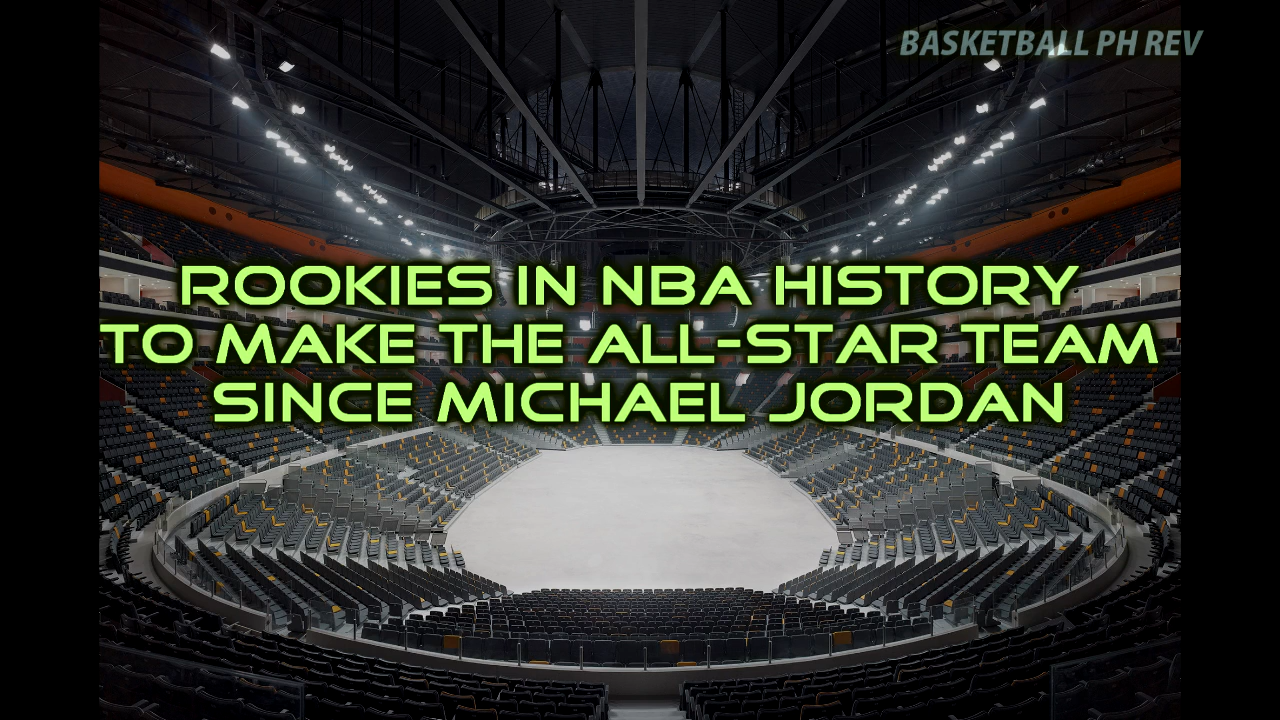 BASKETBALL PH REV
ROOKIES IN NBA HISTORY
TO MAKE THE ALL-STAR TEAM
SINCE MICHAEL JORDAN